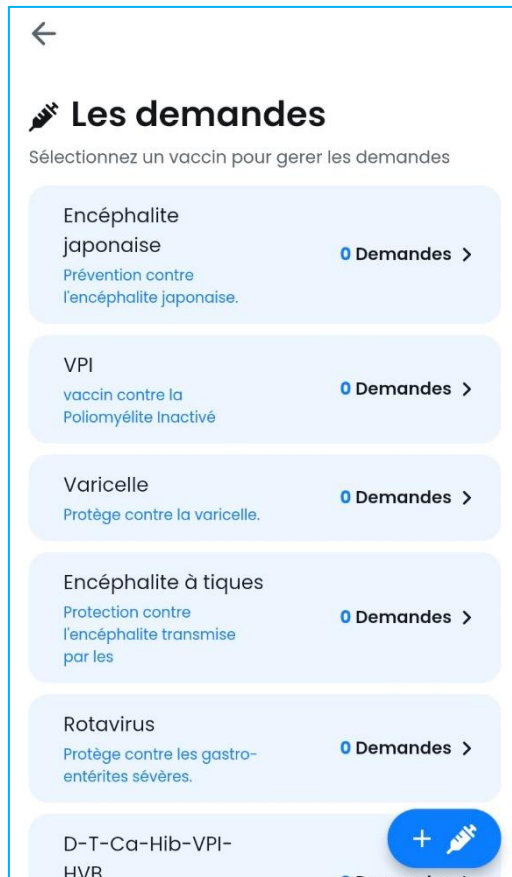 Les demandes
Sélectionnez un vaccin pour gerer les demandes
Encéphalite
japonaise
Prévention contre
l'encéphalite japonaise.
0 Demandes
VPI
vaccin contre la
Poliomyélite Inactivé
0 Demandes
Varicelle
Protège contre la varicelle.
0 Demandes
Encéphalite à tiques
Protection contre
l'encéphalite transmise
par les
0 Demandes
Rotavirus
Protège contre les gastro-
entérites sévères.
0 Demandes
D-T-Ca-Hib-VPI-
HVB
+